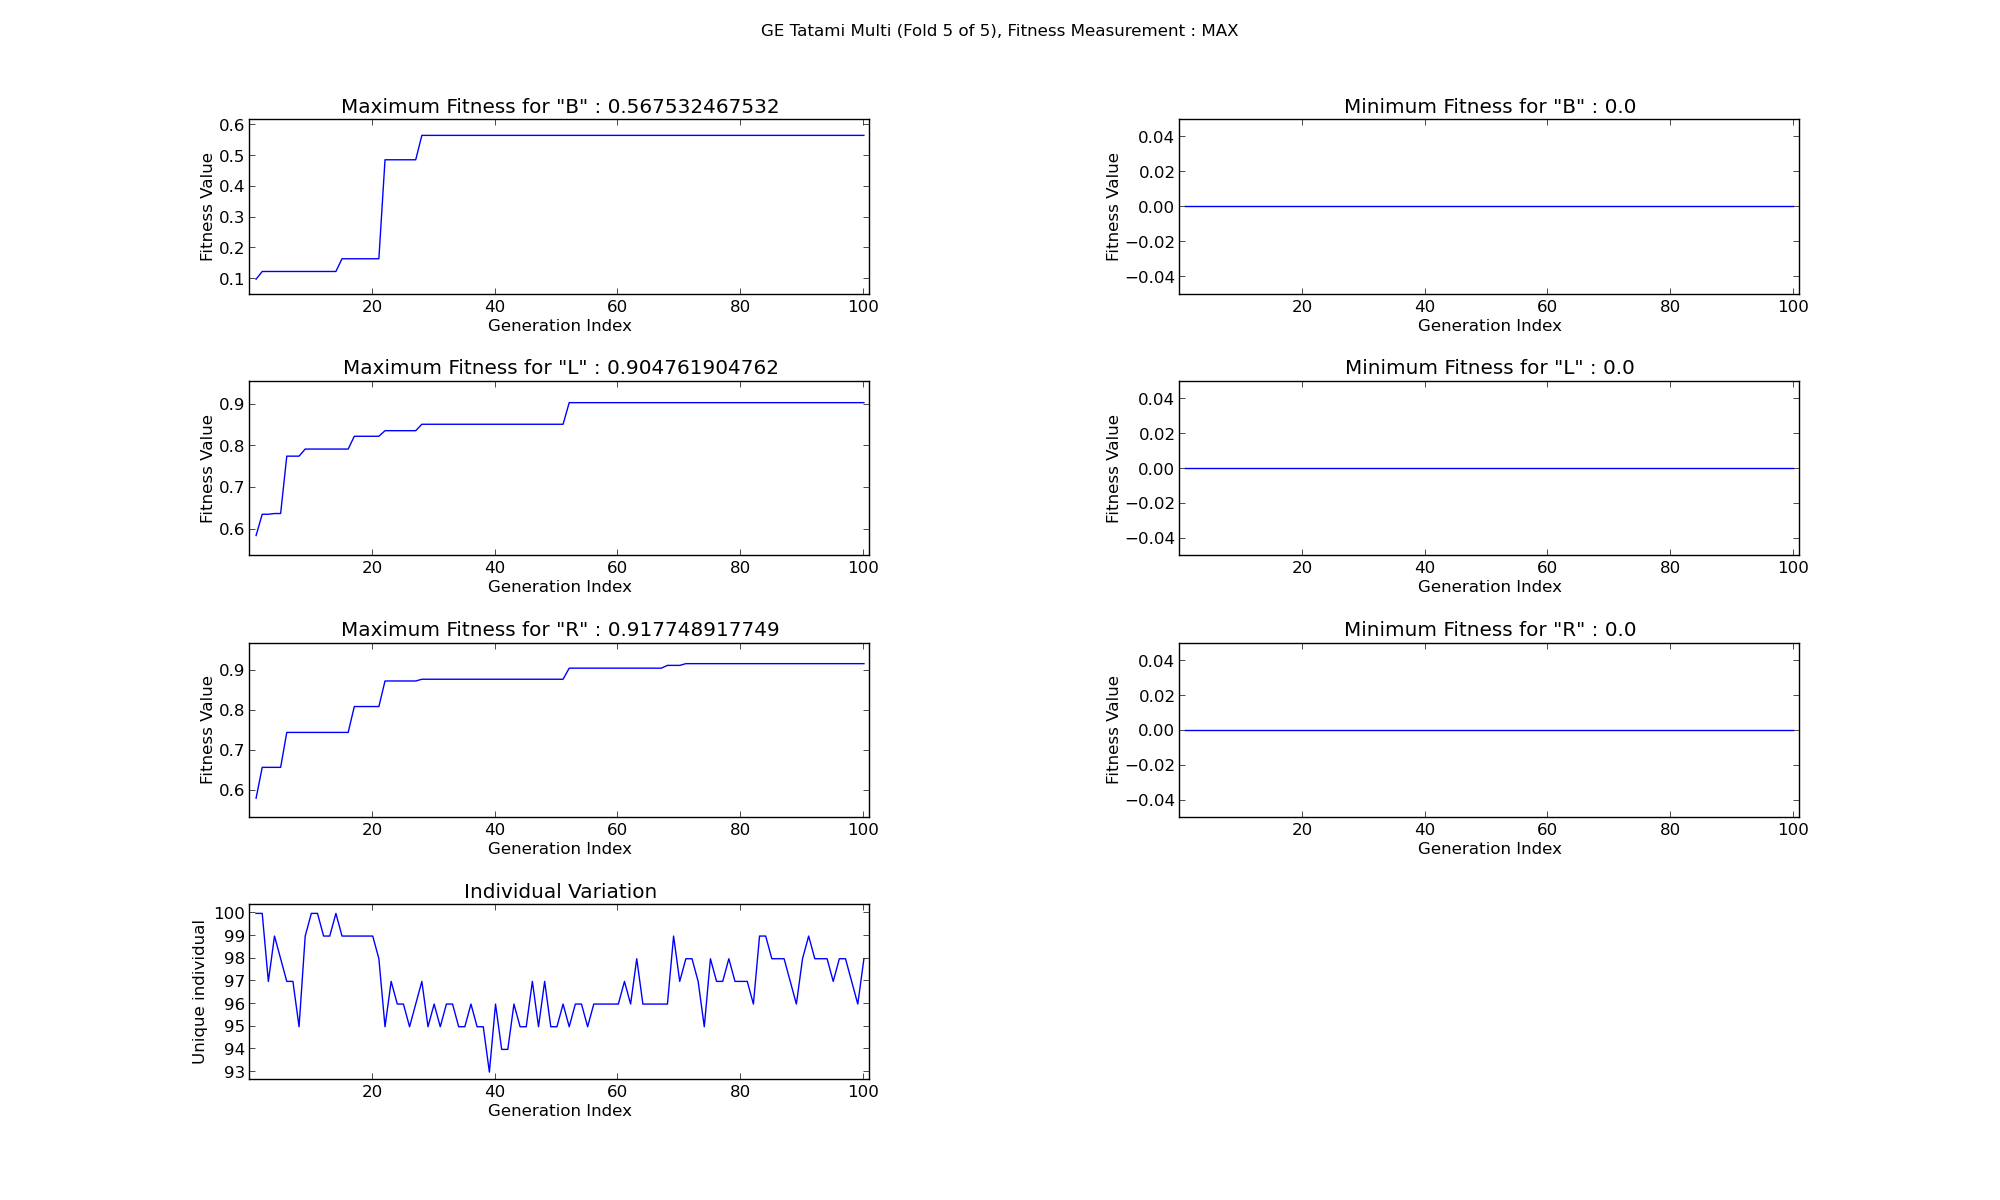 GE Tatami Multi (Fold 5 of 5), Fitness Measurement : MAX
Maximum Fitness for "B" : 0.567532467532
0.6
0.5
0.4
0.3
0.2
0.1
Fitness Value
20 40 60 80 100
Generation Index
Minimum Fitness for "B" : 0.0
0.04
0.02
0.00
−0.02
−0.04
Fitness Value
20 40 60 80 100
Generation Index
Maximum Fitness for "L" : 0.904761904762
0.9
0.8
0.7
0.6
Fitness Value
20 40 60 80 100
Generation Index
Minimum Fitness for "L" : 0.0
0.04
0.02
0.00
−0.02
−0.04
Fitness Value
20 40 60 80 100
Generation Index
Maximum Fitness for "R" : 0.917748917749
0.9
0.8
0.7
0.6
Fitness Value
20 40 60 80 100
Generation Index
Minimum Fitness for "R" : 0.0
0.04
0.02
0.00
−0.02
−0.04
Fitness Value
20 40 60 80 100
Generation Index
Individual Variation
100
99
98
97
96
95
94
93
Unique individual
20 40 60 80 100
Generation Index